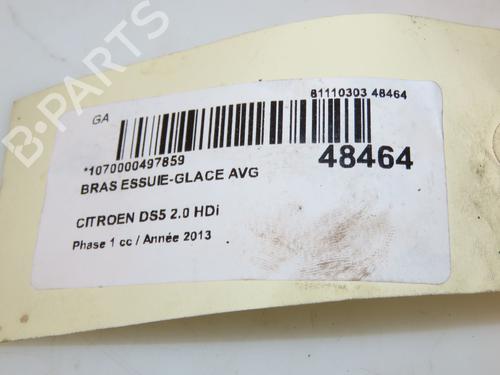 B-PARTS
GA
81110303 48464
*1070000497859
48464
BRAS ESSUIE-GLACE AVG
CITROEN DS5 2.0 HDi
Phase 1 cc / Année 2013